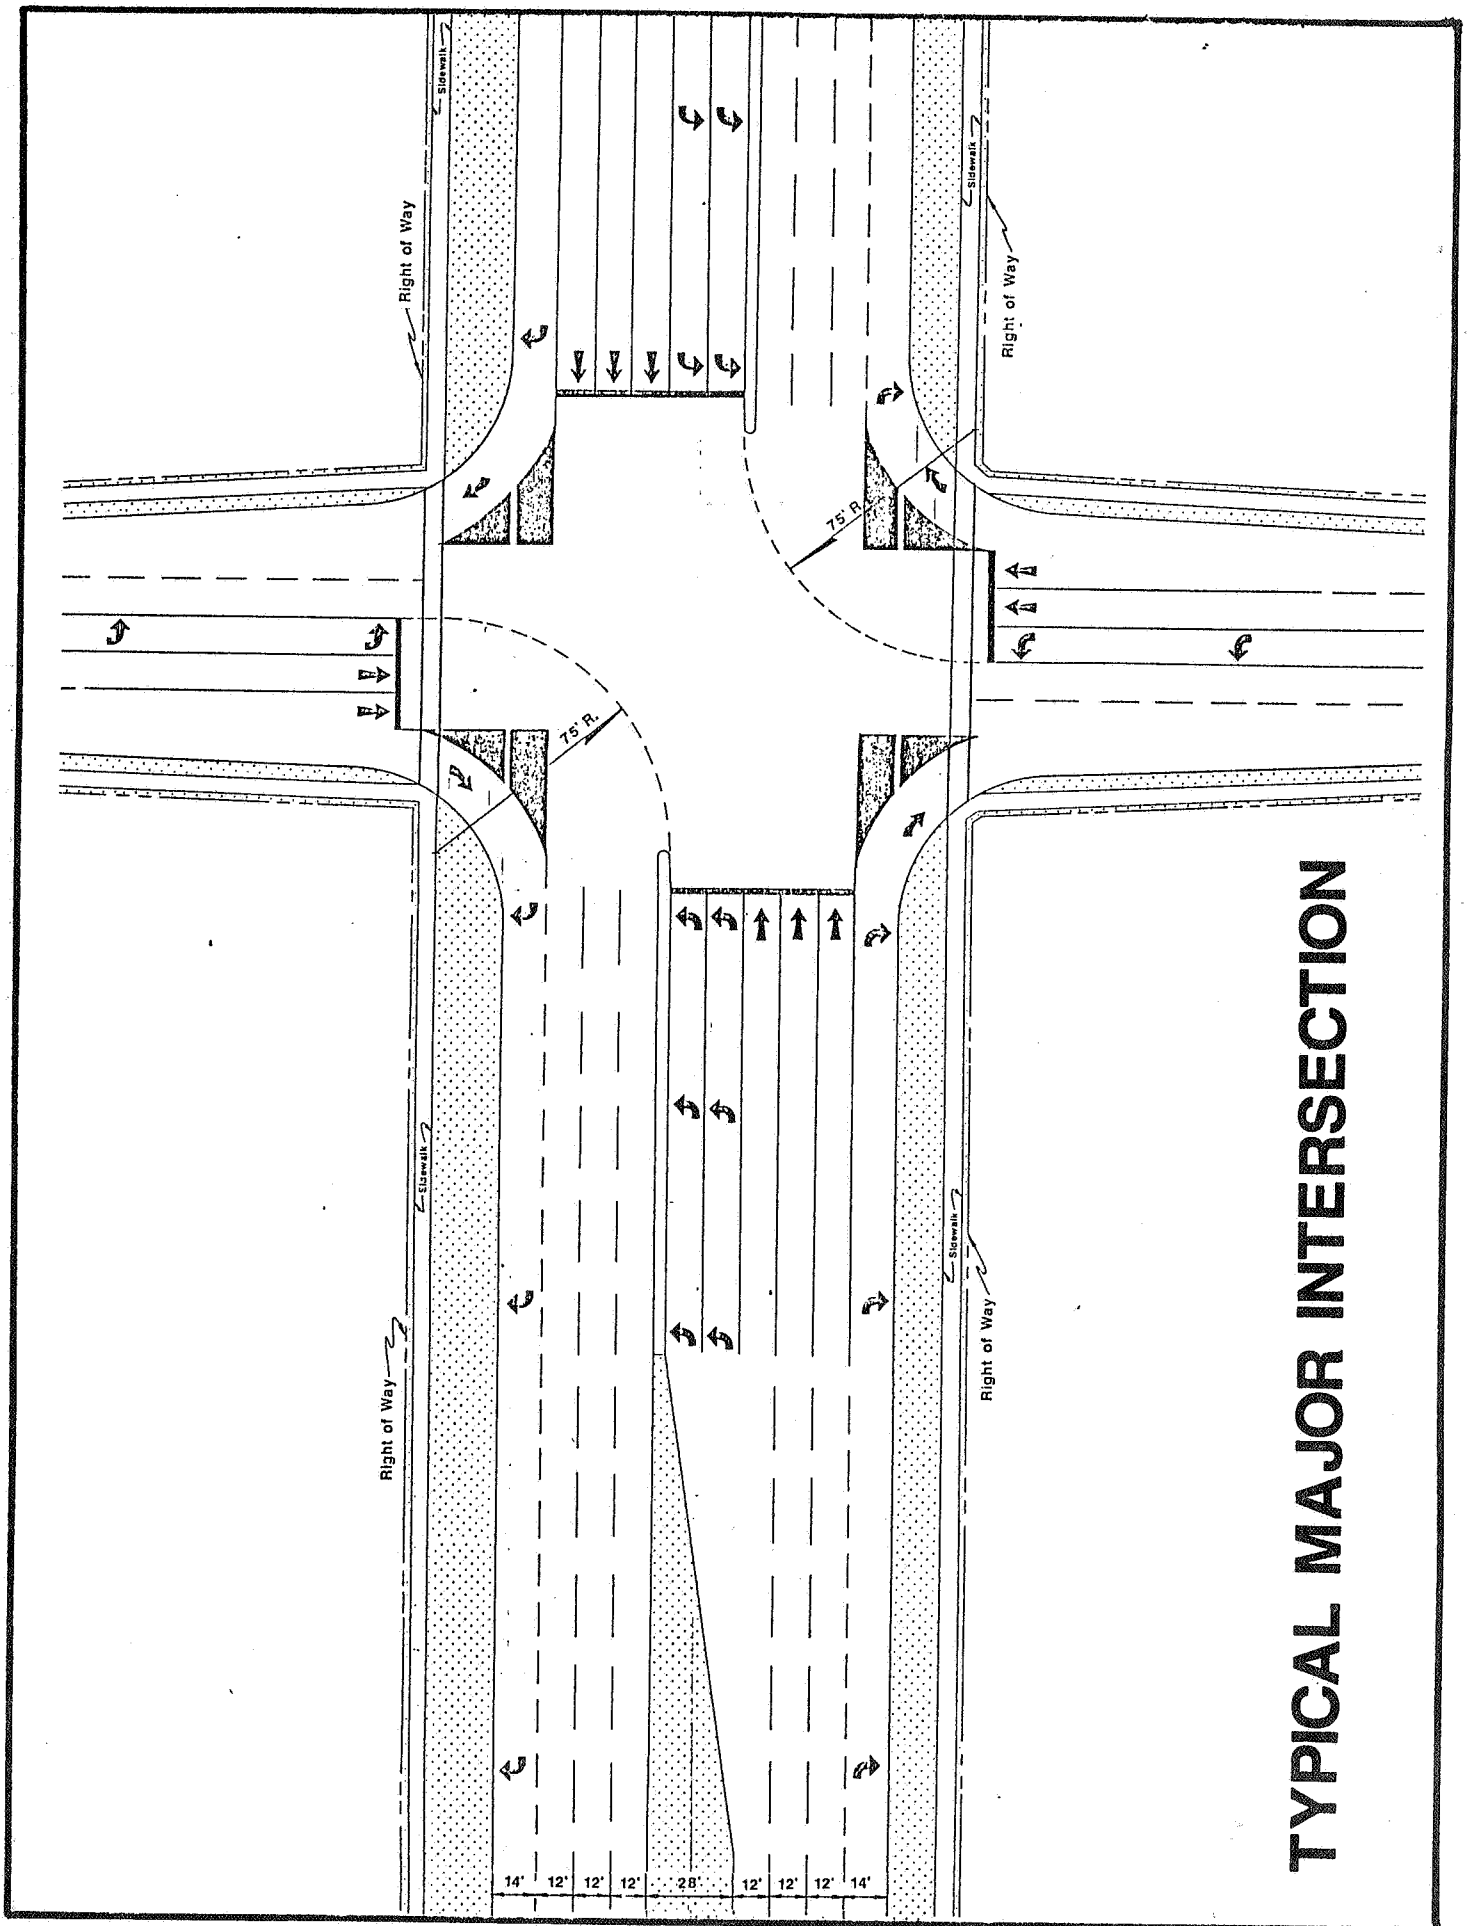 Sidewalk
Sidewalk
Right of Way
Right of Way
75' R.
75' R.
Sidewalk
Sidewalk
Right of Way
Right of Way
14' 12' 12' 12' 28' 12' 12' 12' 14'
TYPICAL MAJOR INTERSECTION